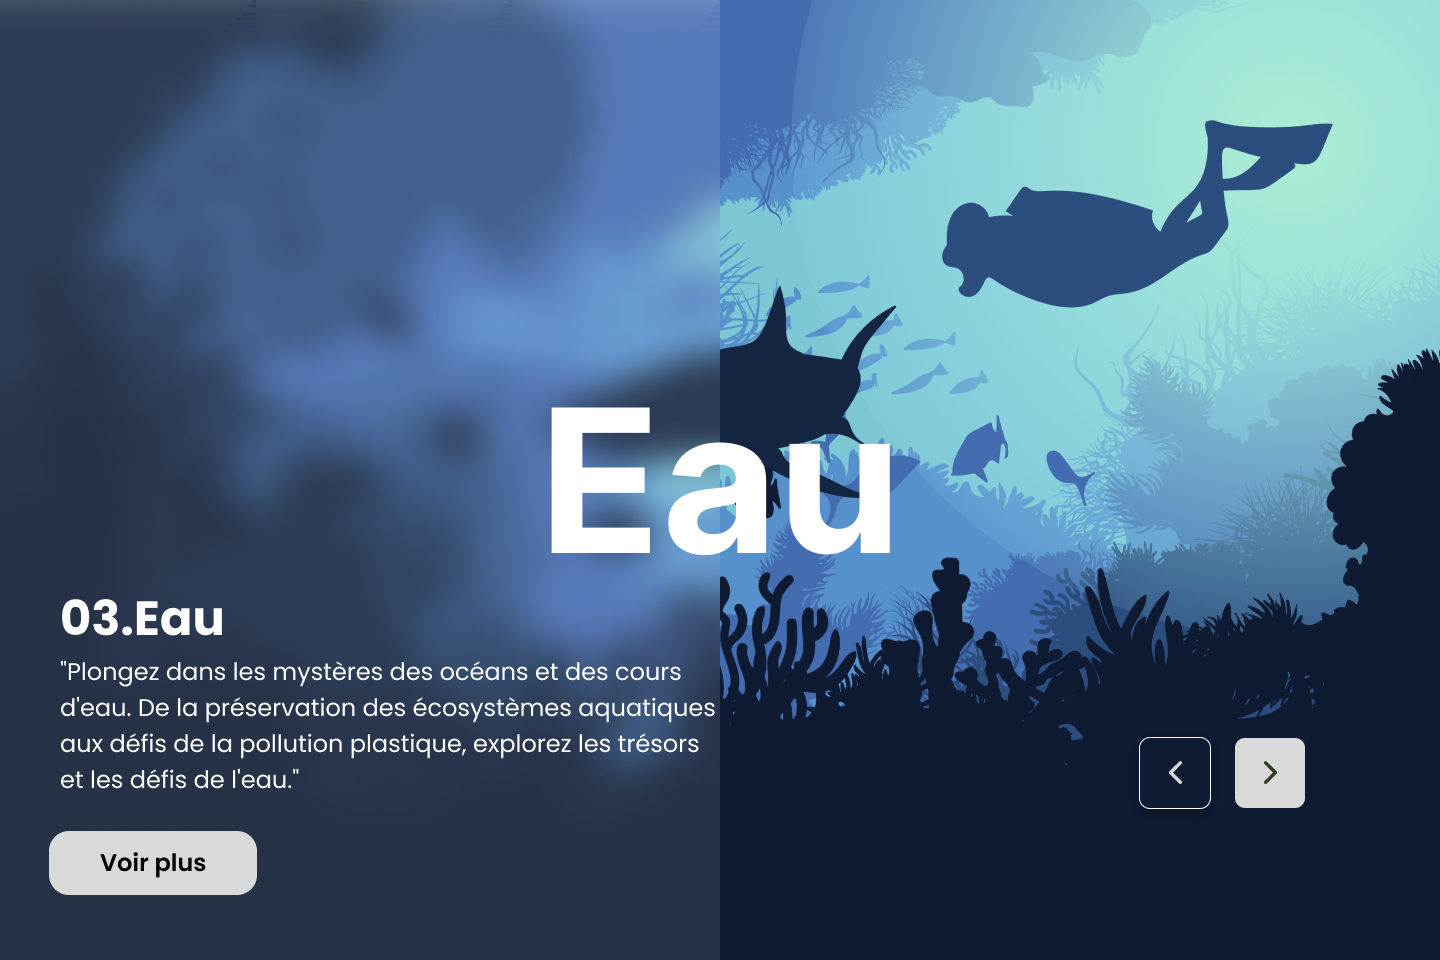 Eau
03.Eau
"Plongez dans les mystères des océans et des cours
d'eau. De la préservation des écosystèmes aquatiques
aux défis de la pollution plastique, explorez les trésors
et les défis de l'eau."
Voir plus